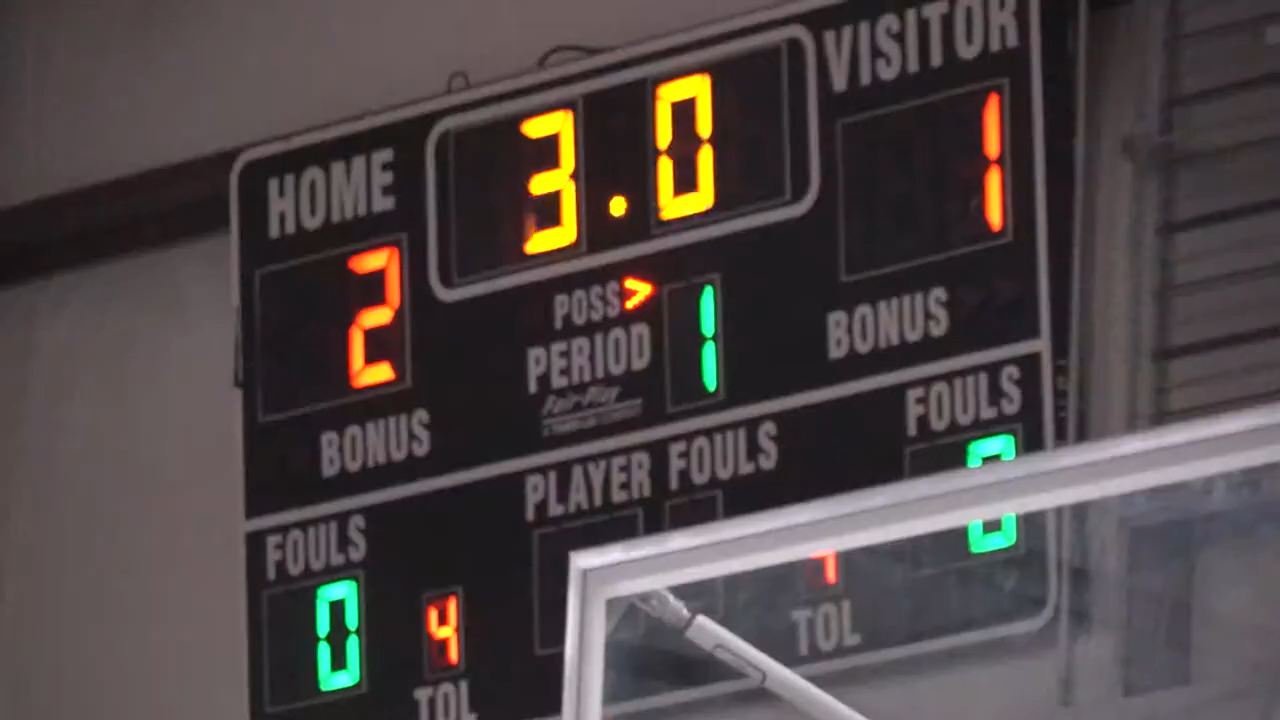 HOME
3.0
VISITOR
2
1
POSS >
PERIOD 1
Fair-Play
BONUS
BONUS
PLAYER FOULS
FOULS
FOULS
0
4
0
TOL
TOL